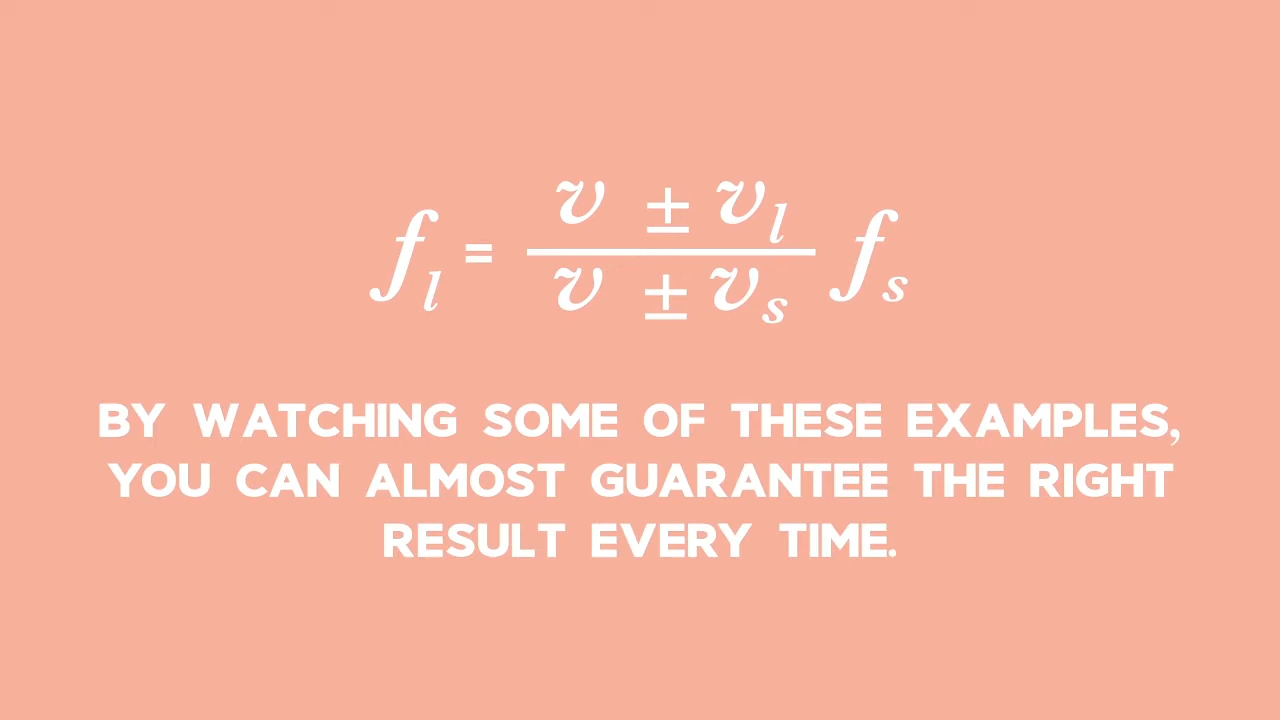 f_l = \frac{v ± v_l}{v ± v_s} f_s
BY WATCHING SOME OF THESE EXAMPLES,
YOU CAN ALMOST GUARANTEE THE RIGHT
RESULT EVERY TIME.